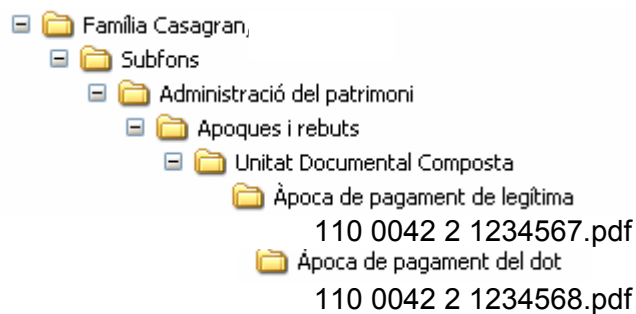 Família Casagran,
Subfons
Administració del patrimoni
Apoques i rebuts
Unitat Documental Composta
Àpoca de pagament de legítima
110 0042 2 1234567.pdf
Àpoca de pagament del dot
110 0042 2 1234568.pdf